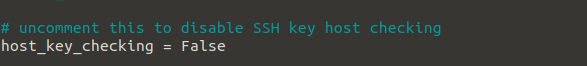 # uncomment this to disable SSH key host checking
host_key_checking = False